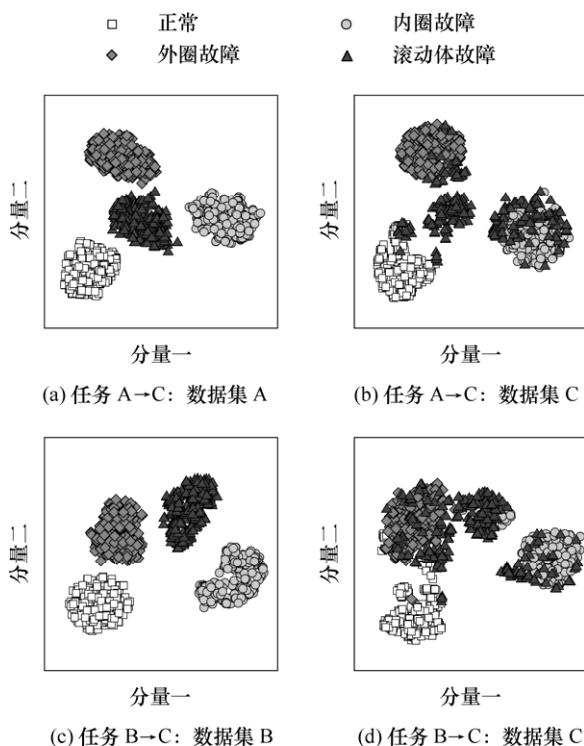 正常 内圈故障
外圈故障 滚动体故障
分量二 分量二
分量一 分量一
(a) 任务 A→C：数据集 A (b) 任务 A→C：数据集 C
分量二 分量二
分量一 分量一
(c) 任务 B→C：数据集 B (d) 任务 B→C：数据集 C